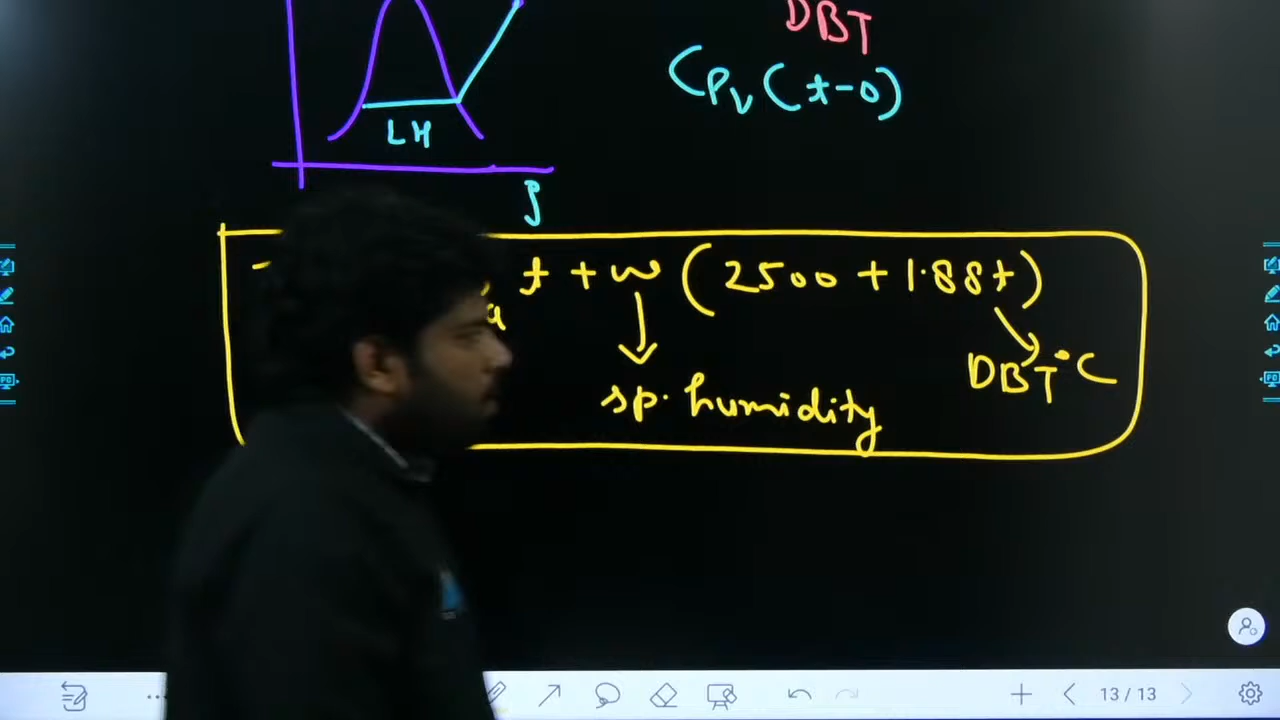 DBT
CPv (t-0)
LH
s
a t + w (2500 + 1.88t)
DBT °C
sp. humidity
13 / 13